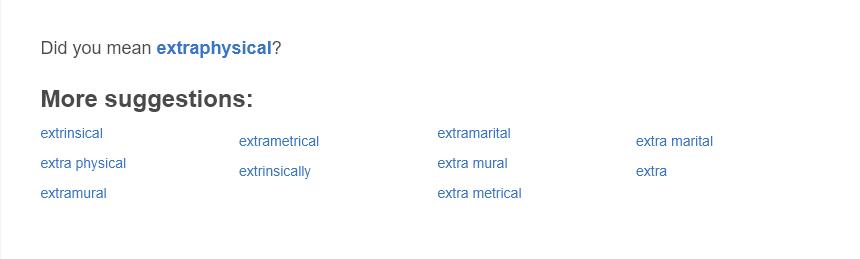 Did you mean extraphysical?
More suggestions:
extrinsical
extra physical
extramural
extrametrical
extrinsically
extramarital
extra mural
extra metrical
extra marital
extra